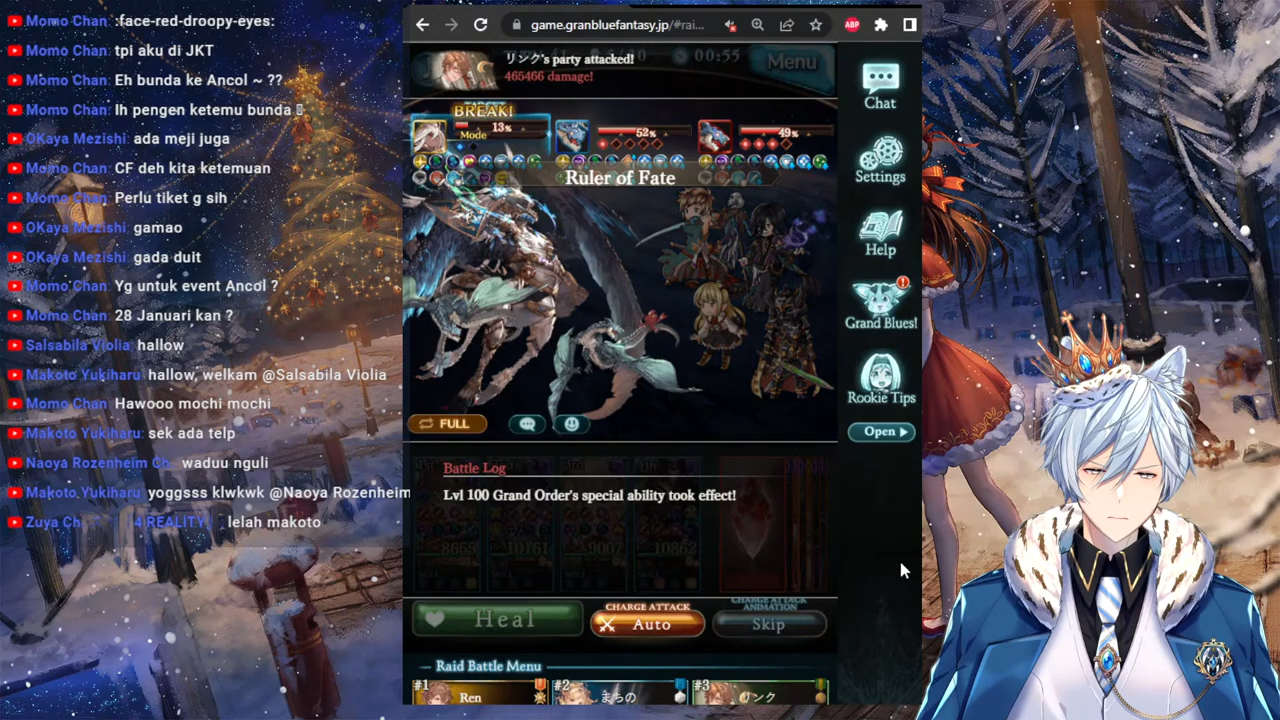 Momo Chan: :face-red-droopy-eyes:
Momo Chan: tpi aku di JKT
Momo Chan: Eh bunda ke Ancol ~ ??
Momo Chan: Ih pengen ketemu bunda
OKaya Mezishi: ada meji juga
Momo Chan: CF deh kita ketemuan
Momo Chan: Perlu tiket g sih
OKaya Mezishi: gamao
OKaya Mezishi: gada duit
Momo Chan: Yg untuk event Ancol ?
Momo Chan: 28 Januari kan ?
Salsabila Violia: hallow
Makoto Yukiharu: hallow, welkam @Salsabila Violia
Momo Chan: Hawooo mochi mochi
Makoto Yukiharu: sek ada telp
Naoya Rozenheim Ch. waduu nguli
Makoto Yukiharu: yoggsss klwkwk @Naoya Rozenheim
Zuya Ch. 4 REALITY lelah makoto
game.granbluefantasy.jp/#rai...
ABP
リンク's party attacked!
465466 damage!
00:55
Menu
BREAK!
Mode
13%
52%
49%
Ruler of Fate
FULL
Battle Log
Lvl 100 Grand Order's special ability took effect!
8655
10161
9007
10862
Heal
CHARGE ATTACK
Auto
CHARGE ATTACK
ANIMATION
Skip
Raid Battle Menu
#1
Ren
#2
まちの
#3
リンク
Chat
Settings
Help
Grand Blues!
Rookie Tips
Open